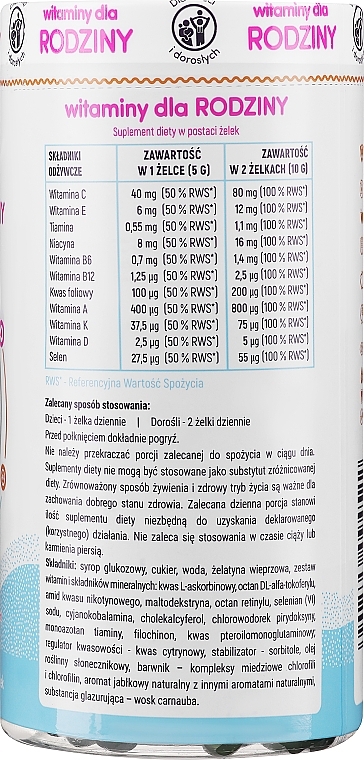 witaminy dla
RODZINY
i dorosłych
witaminy dla
RODZINY
witaminy dla RODZINY
Suplement diety w postaci żelek
SKŁADNIKI ODŻYWCZE ZAWARTOŚĆ W 1 ŻELCE (5 G) ZAWARTOŚĆ W 2 ŻELKACH (10 G)
Witamina C 40 mg (50 % RWS*) 80 mg (100 % RWS*)
Witamina E 6 mg (50 % RWS*) 12 mg (100 % RWS*)
Tiamina 0,55 mg (50 % RWS*) 1,1 mg (100 % RWS*)
Niacyna 8 mg (50 % RWS*) 16 mg (100 % RWS*)
Witamina B6 0,7 mg (50 % RWS*) 1,4 mg (100 % RWS*)
Witamina B12 1,25 µg (50 % RWS*) 2,5 µg (100 % RWS*)
Kwas foliowy 100 µg (50 % RWS*) 200 µg (100 % RWS*)
Witamina A 400 µg (50 % RWS*) 800 µg (100 % RWS*)
Witamina K 37,5 µg (50 % RWS*) 75 µg (100 % RWS*)
Witamina D 2,5 µg (50 % RWS*) 5 µg (100 % RWS*)
Selen 27,5 µg (50 % RWS*) 55 µg (100 % RWS*)
RWS* - Referencyjna Wartość Spożycia
Zalecany sposób stosowania:
Dzieci - 1 żelka dziennie | Dorośli - 2 żelki dziennie
Przed połknięciem dokładnie pogryź.
Nie należy przekraczać porcji zalecanej do spożycia w ciągu dnia.
Suplementy diety nie mogą być stosowane jako substytut zróżnicowanej
diety. Zrównoważony sposób żywienia i zdrowy tryb życia są ważne dla
zachowania dobrego stanu zdrowia. Zalecana dzienna porcja stanowi
ilość suplementu diety niezbędną do uzyskania deklarowanego
(korzystnego) działania. Nie zaleca się stosowania w czasie ciąży lub
karmienia piersią.
Składniki: syrop glukozowy, cukier, woda, żelatyna wieprzowa, zestaw
witamin i składników mineralnych: kwas L-askorbinowy, octan DL-alfa-tokoferylu,
amid kwasu nikotynowego, maltodekstryna, octan retinylu, selenian (VI)
sodu, cyjanokobalamina, cholekalcyferol, chlorowodorek pirydoksyny,
monoazotan tiaminy, filochinon, kwas pteroilomonoglutaminowy;
regulator kwasowości - kwas cytrynowy, stabilizator - sorbitole, olej
roślinny słonecznikowy, barwnik – kompleksy miedziowe chlorofili
i chlorofilin, aromat jabłkowy naturalny z innymi aromatami naturalnymi,
substancja glazurująca – wosk carnauba.